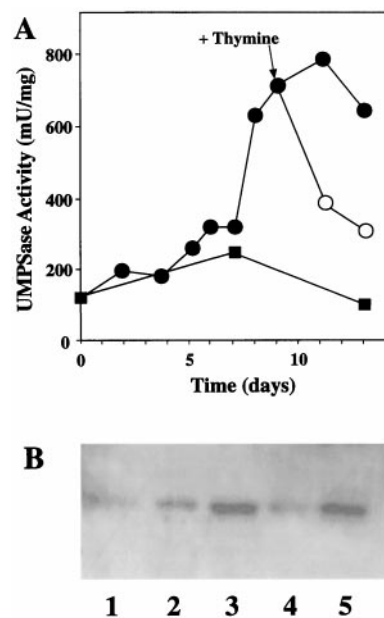 A
+ Thymine
UMPSase Activity (mU/mg)
800
600
400
200
0
0 5 10
Time (days)
B
1 2 3 4 5